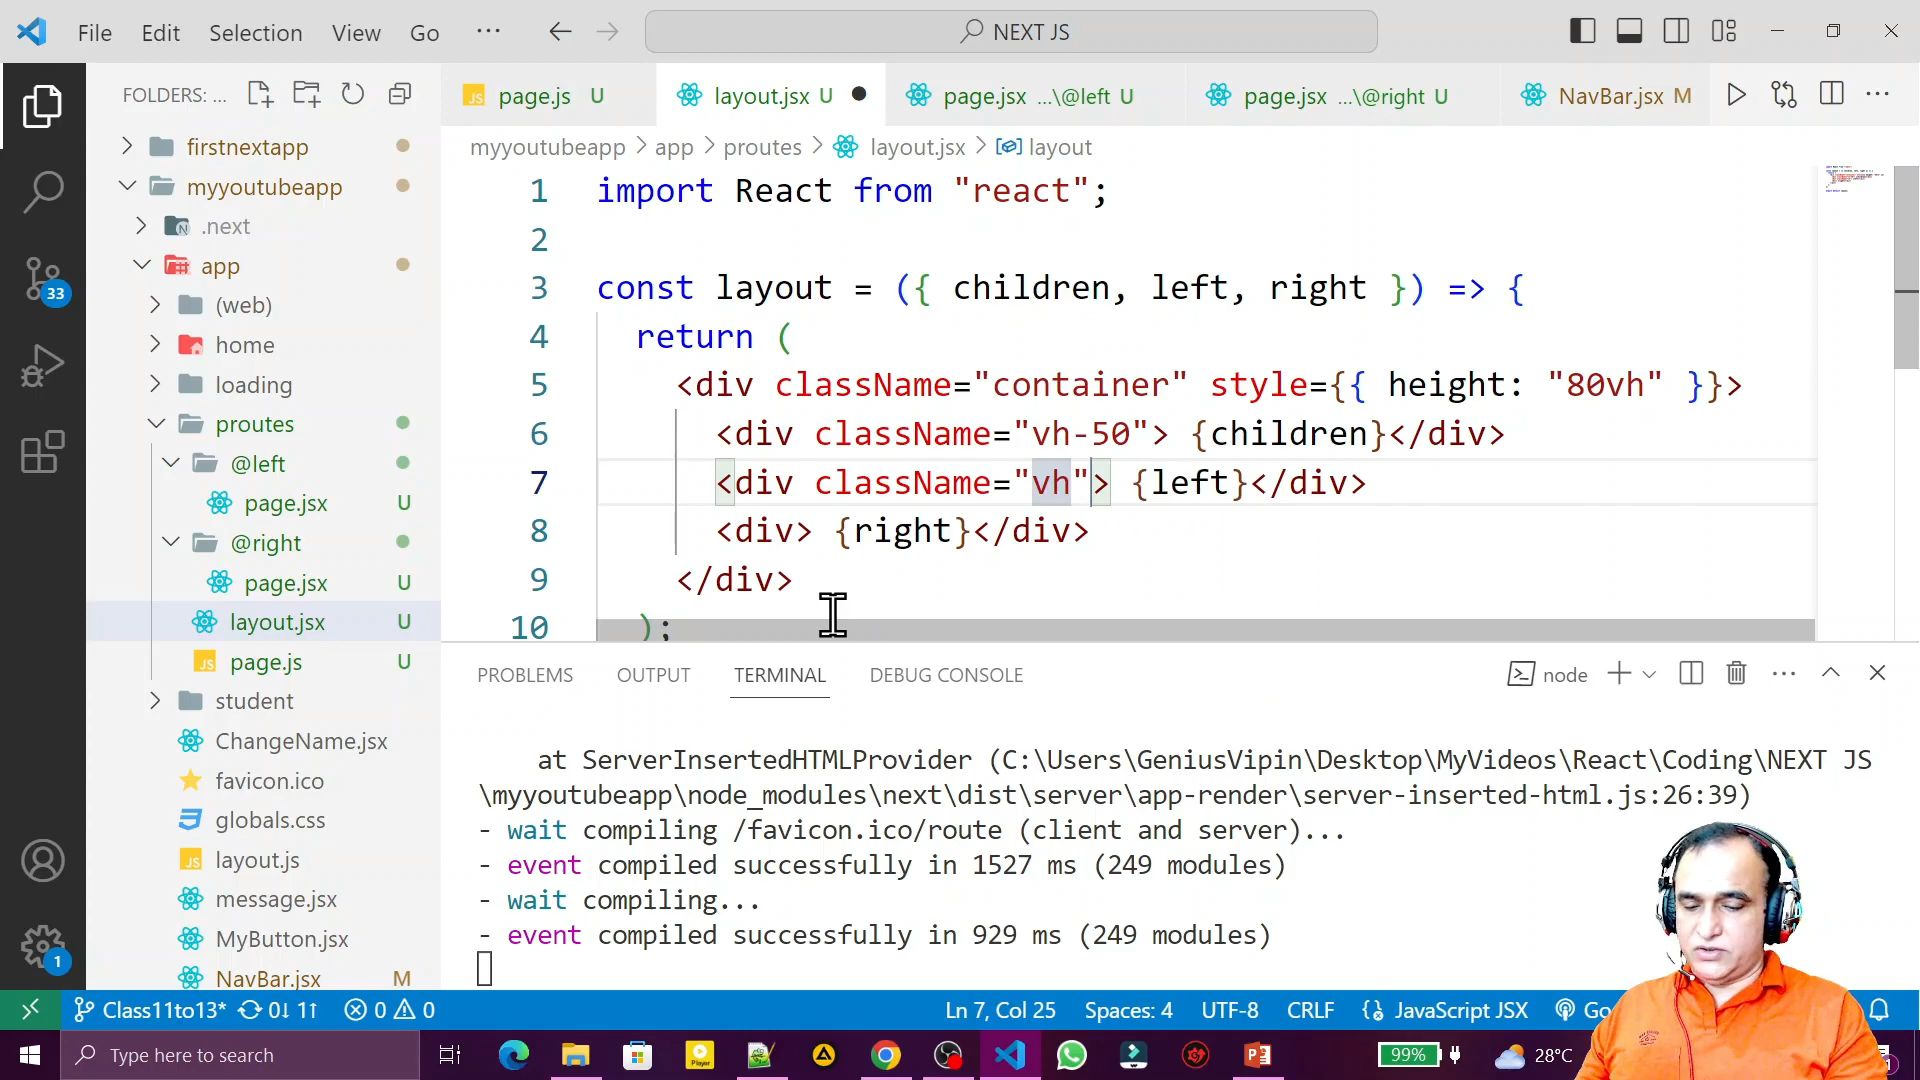 File Edit Selection View Go ··· NEXT JS
FOLDERS: ...
page.js U
layout.jsx U
page.jsx ...\@left U
page.jsx ...\@right U
NavBar.jsx M
myyoutubeapp > app > proutes > layout.jsx > layout
firstnextapp
myyoutubeapp
.next
app
(web)
home
loading
proutes
@left
page.jsx U
@right
page.jsx U
layout.jsx U
page.js U
student
ChangeName.jsx
favicon.ico
globals.css
layout.js
message.jsx
MyButton.jsx
NavBar.jsx M
33
1
1 import React from "react";
2
3 const layout = ({ children, left, right }) => {
4 return (
5 <div className="container" style={{ height: "80vh" }}>
6 <div className="vh-50"> {children}</div>
7 <div className="vh"> {left}</div>
8 <div> {right}</div>
9 </div>
10 );
PROBLEMS OUTPUT TERMINAL DEBUG CONSOLE
node
at ServerInsertedHTMLProvider (C:\Users\GeniusVipin\Desktop\MyVideos\React\Coding\NEXT JS
\myyoutubeapp\node_modules\next\dist\server\app-render\server-inserted-html.js:26:39)
- wait compiling /favicon.ico/route (client and server)...
- event compiled successfully in 1527 ms (249 modules)
- wait compiling...
- event compiled successfully in 929 ms (249 modules)
Class11to13* 0↓ 1↑ 0 0
Ln 7, Col 25 Spaces: 4 UTF-8 CRLF JavaScript JSX Go
Type here to search
99% 28°C